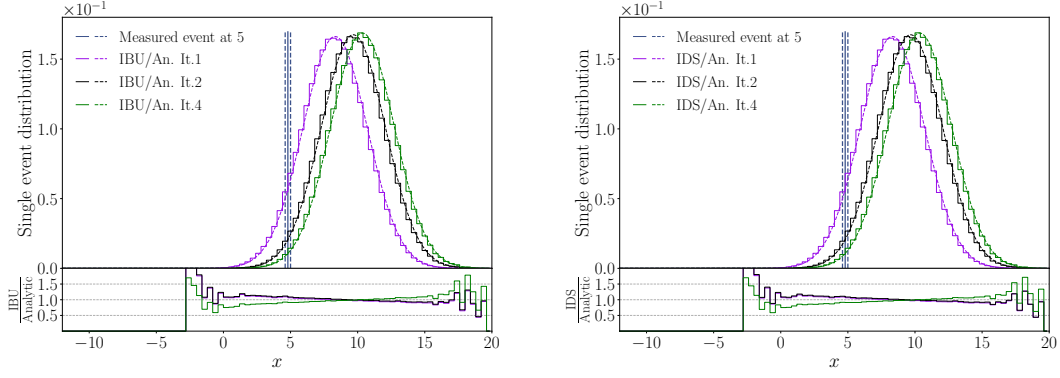 ×10⁻¹
Single event distribution
1.5
1.0
0.5
0.0
Measured event at 5
IBU/An. It.1
IBU/An. It.2
IBU/An. It.4
IBU
Analytic
1.5
1.0
0.5
−10
−5
0
5
10
15
20
x
×10⁻¹
Single event distribution
1.5
1.0
0.5
0.0
Measured event at 5
IDS/An. It.1
IDS/An. It.2
IDS/An. It.4
IDS
Analytic
1.5
1.0
0.5
−10
−5
0
5
10
15
20
x